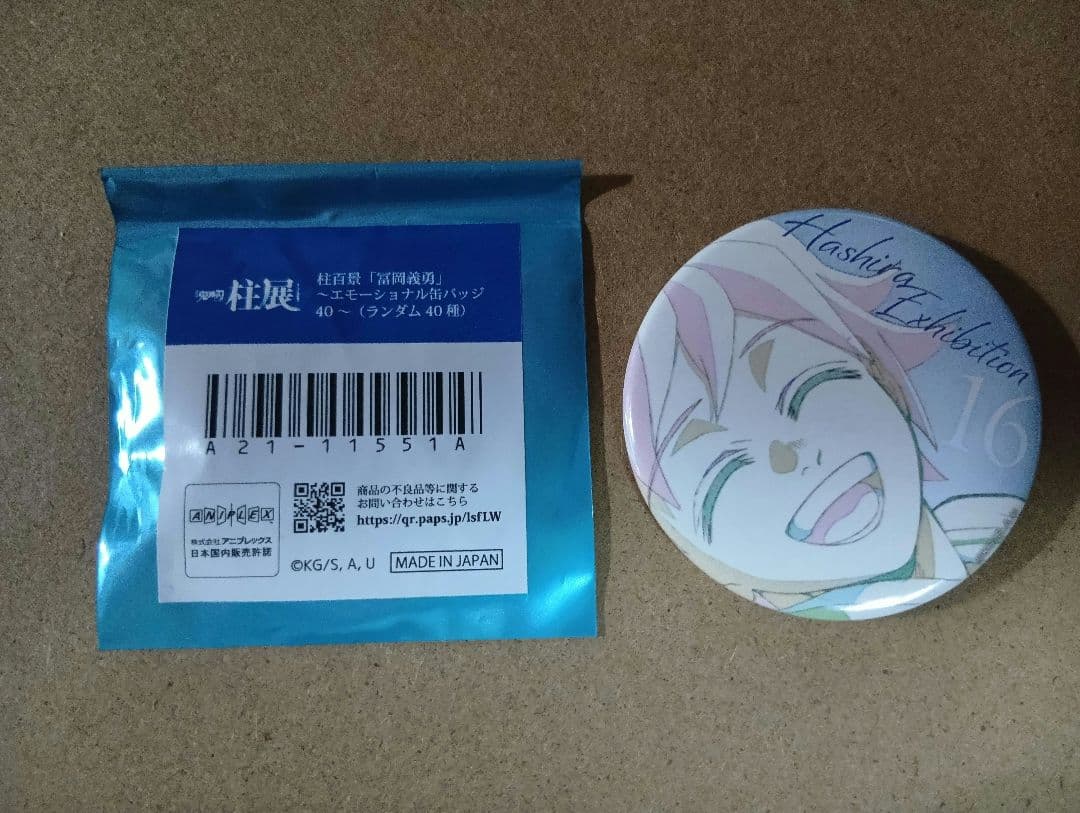 鬼滅の刃 柱展
柱百景「冨岡義勇」
～エモーショナル缶バッジ
40～（ランダム40種）
A21-11551A
ANIPLEX
株式会社アニプレックス
日本国内販売許諾
商品の不良品等に関する
お問い合わせはこちら
https://qr.paps.jp/lsfLW
©KG/S, A, U
MADE IN JAPAN
Hashira
Exhibition
16